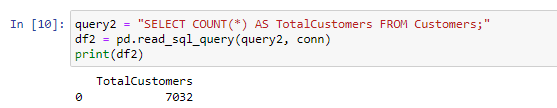 In [10]: query2 = "SELECT COUNT(*) AS TotalCustomers FROM Customers;"
df2 = pd.read_sql_query(query2, conn)
print(df2)
TotalCustomers
0 7032